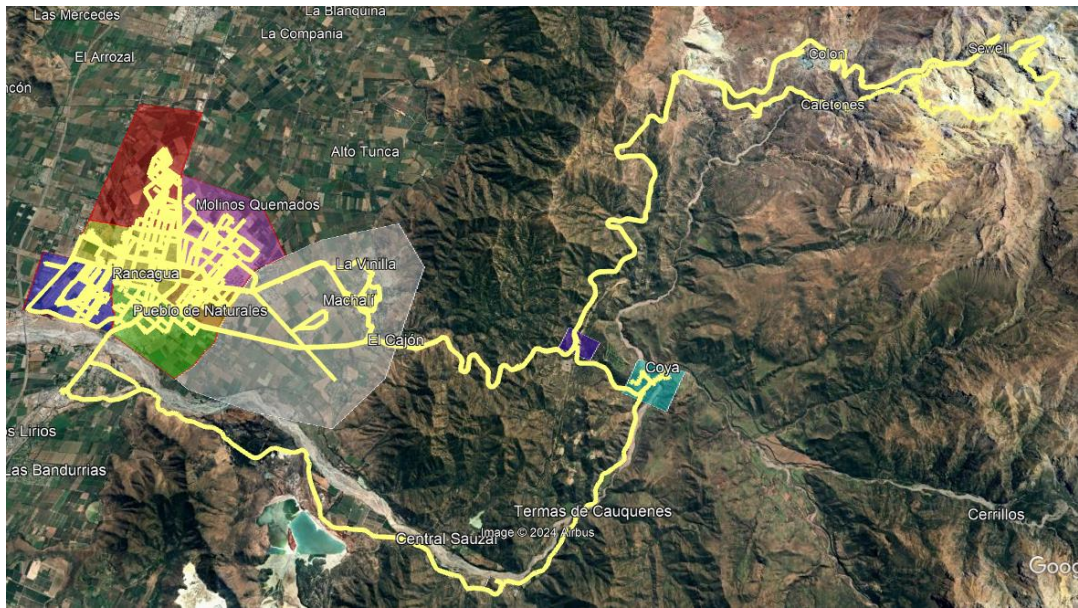 Las Mercedes
La Blanquina
La Compania
El Arrozal
Colon
Sewell
ncón
Caletones
Alto Tunca
Molinos Quemados
La Vinilla
Rancagua
Machalí
Pueblo de Naturales
El Cajón
Coya
os Lirios
Las Bandurrias
Termas de Cauquenes
Cerrillos
Central Sauzal
Image © 2024 Airbus
Goog